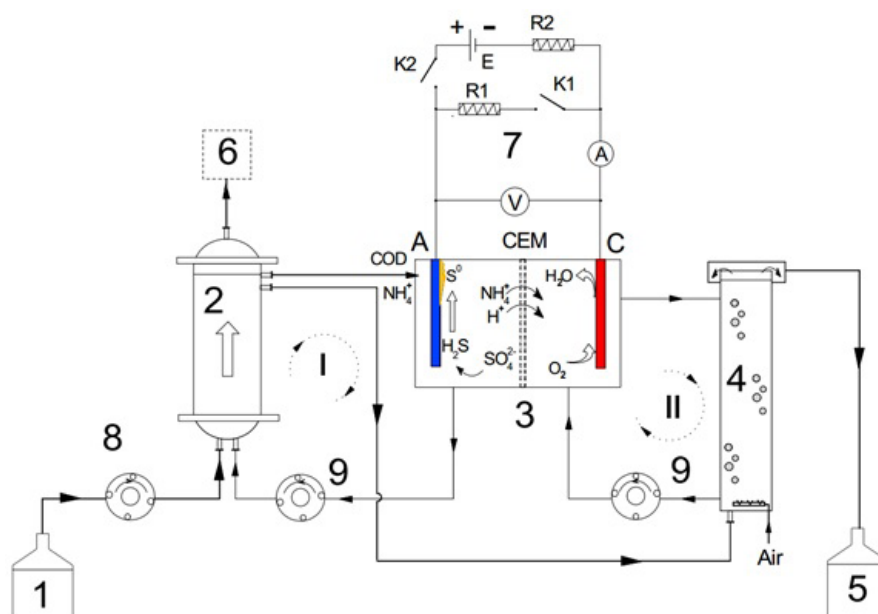 + -
R2
K2
E
R1
K1
7
6
A
V
A
CEM
C
COD
S⁰
H₂O
NH₄⁺
NH₄⁺
2
H⁺
H₂S
SO₄²⁻
O₂
I
3
II
4
8
9
9
Air
1
5